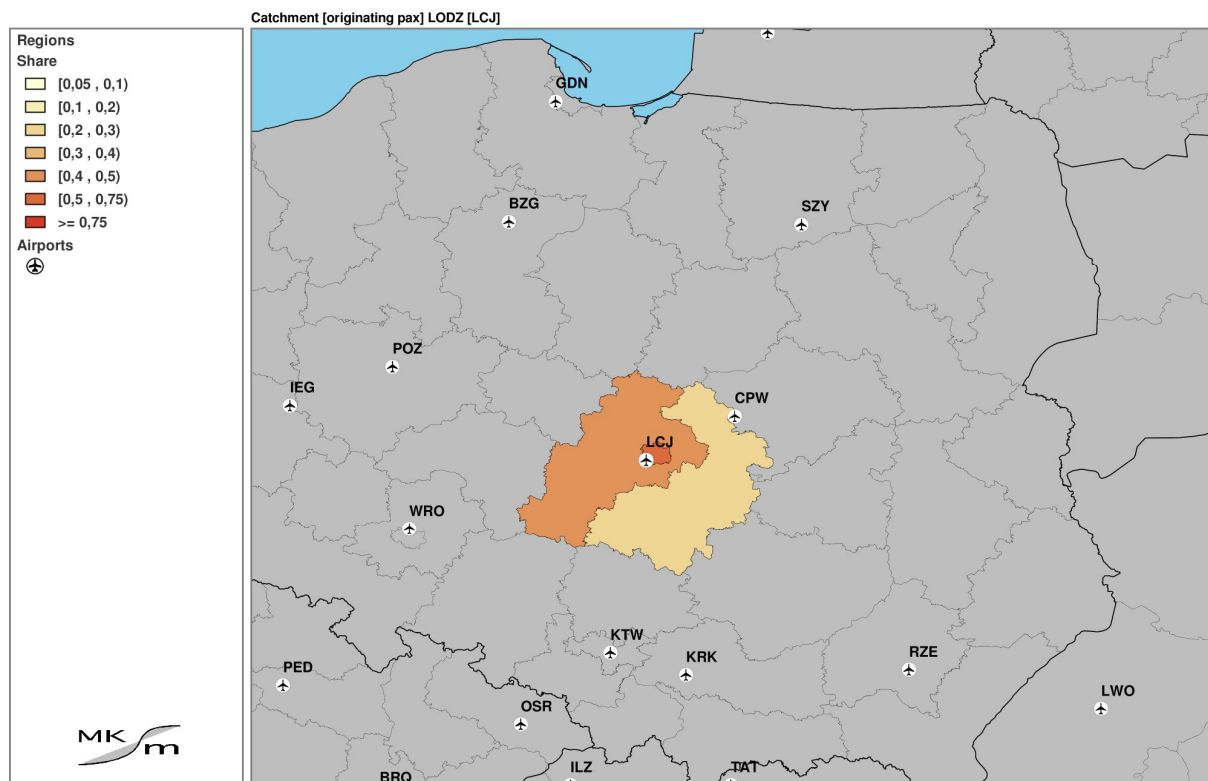 Catchment [originating pax] LODZ [LCJ]
Regions
Share
[0,05 , 0,1)
[0,1 , 0,2)
[0,2 , 0,3)
[0,3 , 0,4)
[0,4 , 0,5)
[0,5 , 0,75)
>= 0,75
Airports
GDN
BZG
SZY
POZ
IEG
CPW
LCJ
WRO
KTW
KRK
RZE
PED
LWO
OSR
ILZ
TAT
BRQ
MK
m